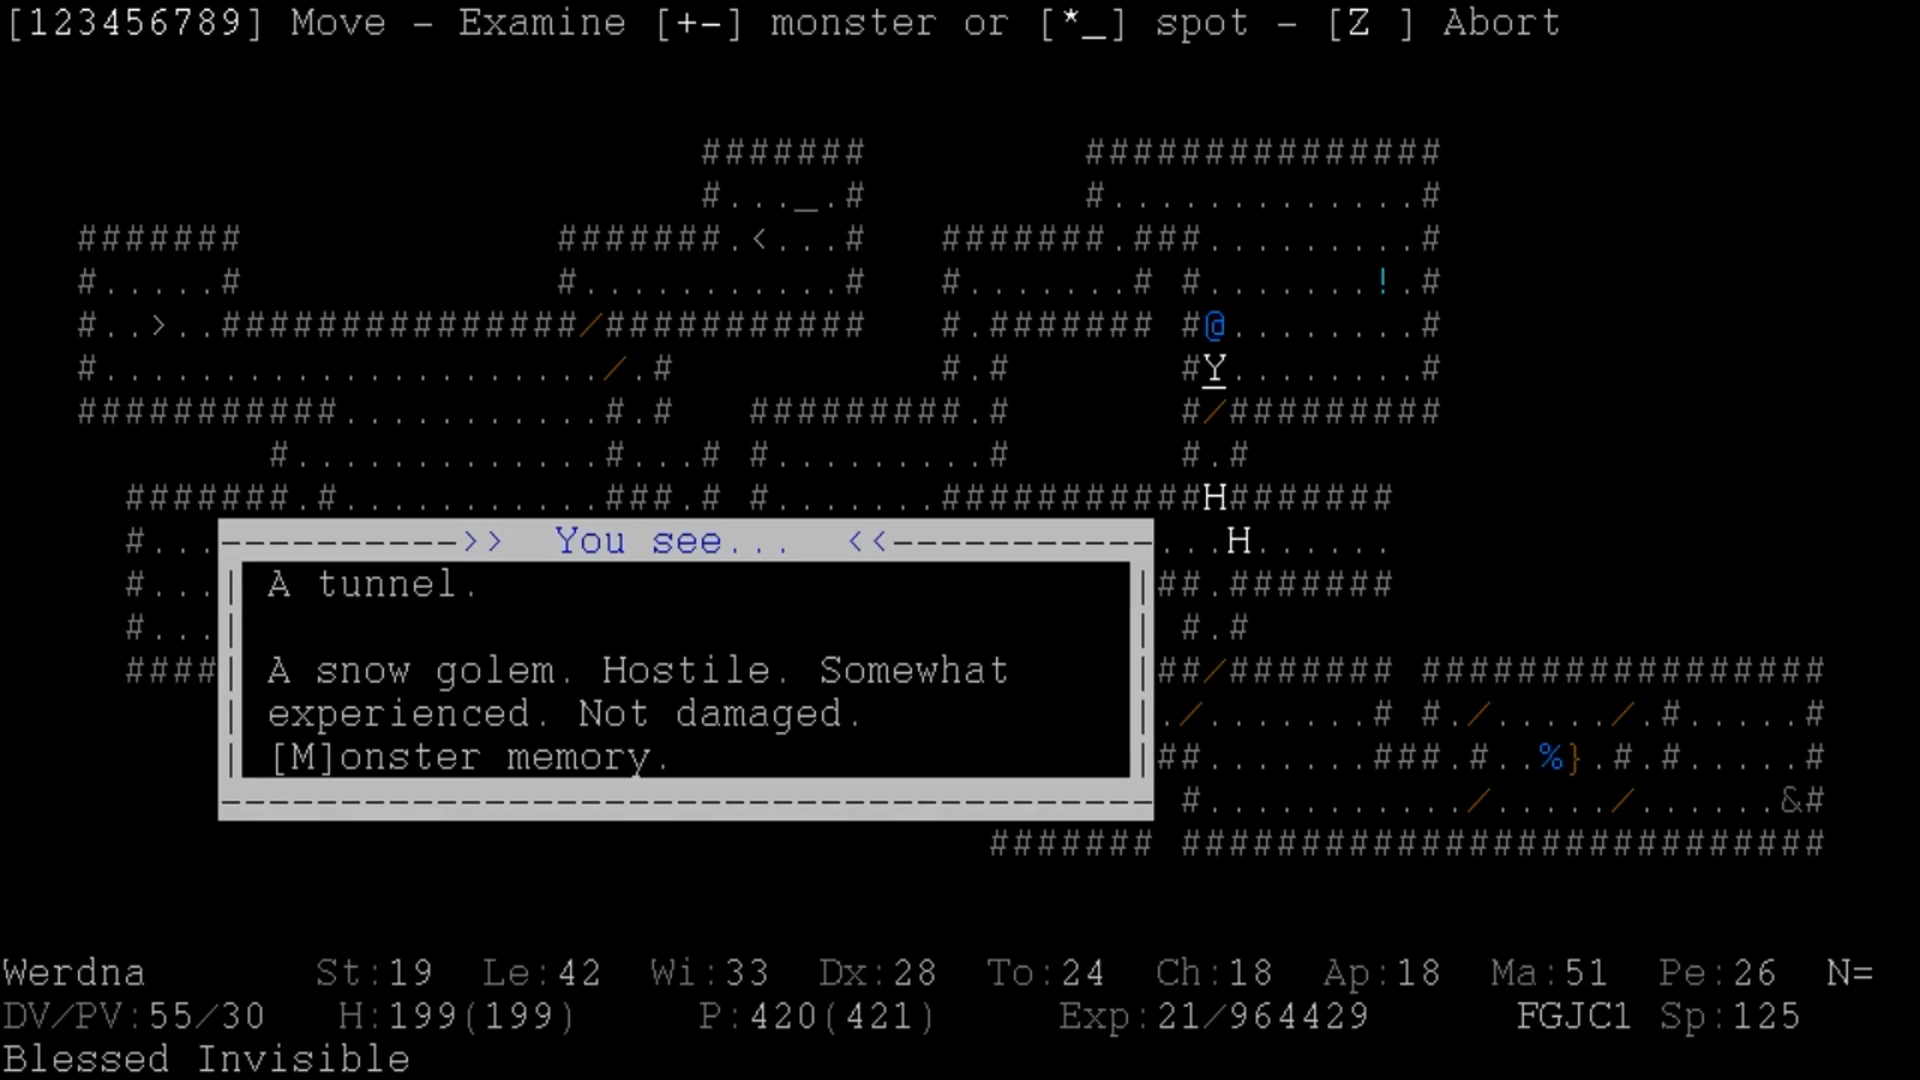 [123456789] Move - Examine [+-] monster or [*_] spot - [Z ] Abort
#######         ###############
#..._.#         #.............#
#######             #######.<...#   #######.###.........#
#.....#             #...........#   #.......# #.......!.#
#..>..###############/###########   #.####### #@........#
#...................../.#           #.#       #Y........#
###########...........#.#   #########.#       #/#########
#.............#...# #.........#       #.#
#######.#...........###.# #.......###########H#######
#... ----------->>  You see...  <<----------- ...H......
#... A tunnel. ##.#######
#... #.#
#### A snow golem. Hostile. Somewhat ##/####### #################
experienced. Not damaged. ./.......# #./...../.#.....#
[M]onster memory. ##.......###.#..%}.#.#.....#
--------------------------------------- #.........../...../......&#
####### ###########################
Werdna St:19 Le:42 Wi:33 Dx:28 To:24 Ch:18 Ap:18 Ma:51 Pe:26 N=
DV/PV:55/30 H:199(199) P:420(421) Exp:21/964429 FGJC1 Sp:125
Blessed Invisible